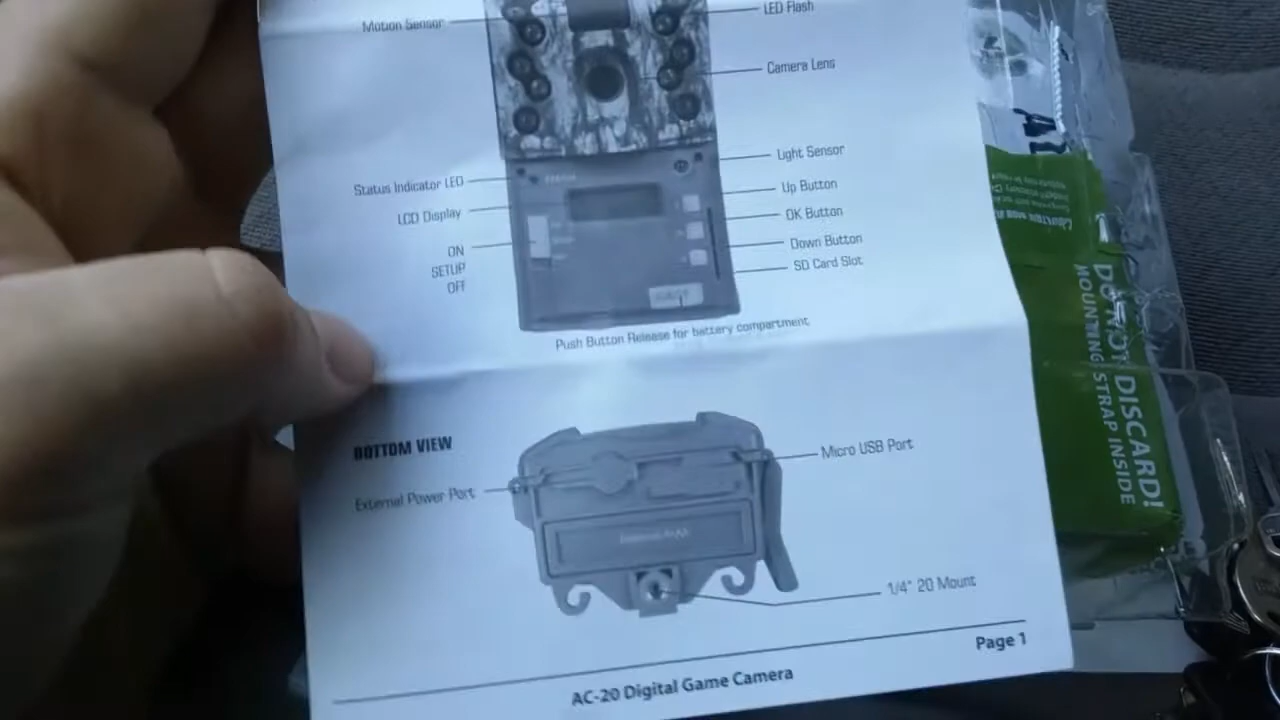 Motion Sensor
LED Flash
Camera Lens
Light Sensor
Status Indicator LED
Up Button
LCD Display
OK Button
ON
Down Button
SETUP
SD Card Slot
OFF
Push Button Release for battery compartment
BOTTOM VIEW
Micro USB Port
External Power Port
1/4" 20 Mount
Page 1
AC-20 Digital Game Camera
DO NOT DISCARD!
MOUNTING STRAP INSIDE